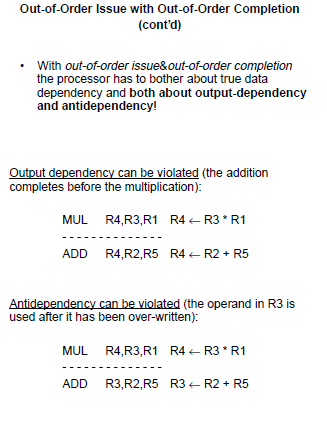 Out-of-Order Issue with Out-of-Order Completion
(cont'd)
• With out-of-order issue&out-of-order completion
the processor has to bother about true data
dependency and both about output-dependency
and antidependency!
Output dependency can be violated (the addition
completes before the multiplication):
MUL R4,R3,R1 R4 ← R3 * R1
- - - - - - - - - - - - - -
ADD R4,R2,R5 R4 ← R2 + R5
Antidependency can be violated (the operand in R3 is
used after it has been over-written):
MUL R4,R3,R1 R4 ← R3 * R1
- - - - - - - - - - - - - -
ADD R3,R2,R5 R3 ← R2 + R5